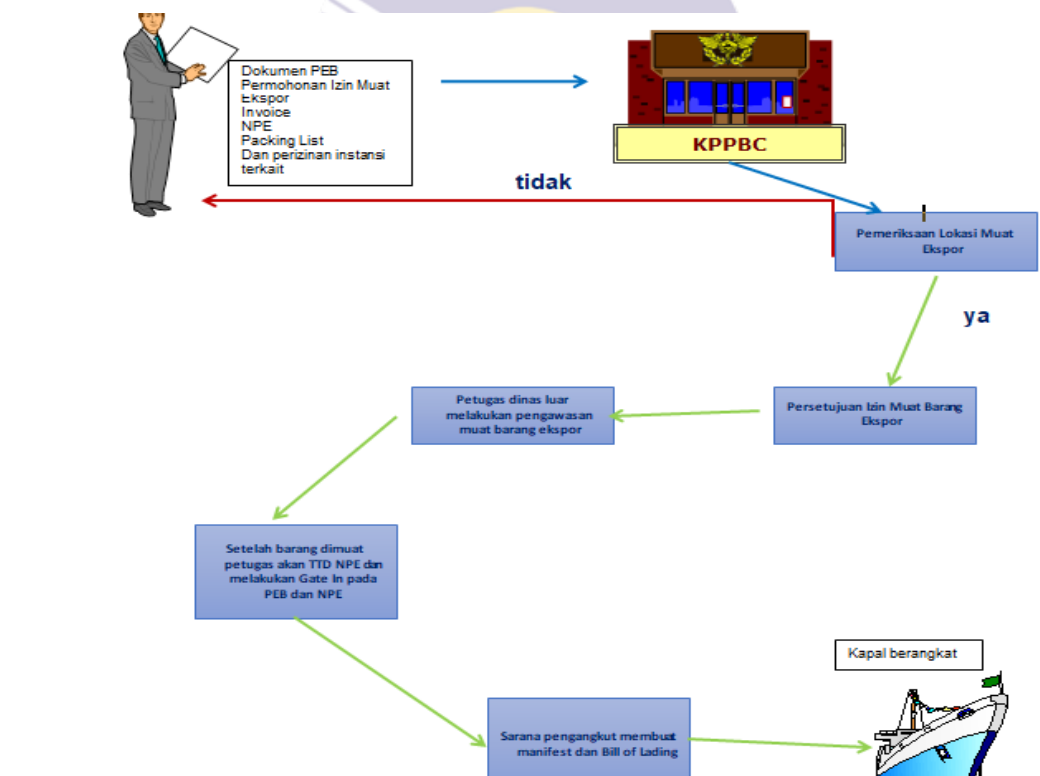 Dokumen PEB
Permohonan Izin Muat
Ekspor
Invoice
NPE
Packing List
Dan perizinan instansi
terkait
KPPBC
tidak
Pemeriksaan Lokasi Muat
Ekspor
ya
Persetujuan Izin Muat Barang
Ekspor
Petugas dinas luar
melakukan pengawasan
muat barang ekspor
Setelah barang dimuat
petugas akan TTD NPE dan
melakukan Gate In pada
PEB dan NPE
Sarana pengangkut membuat
manifest dan Bill of Lading
Kapal berangkat